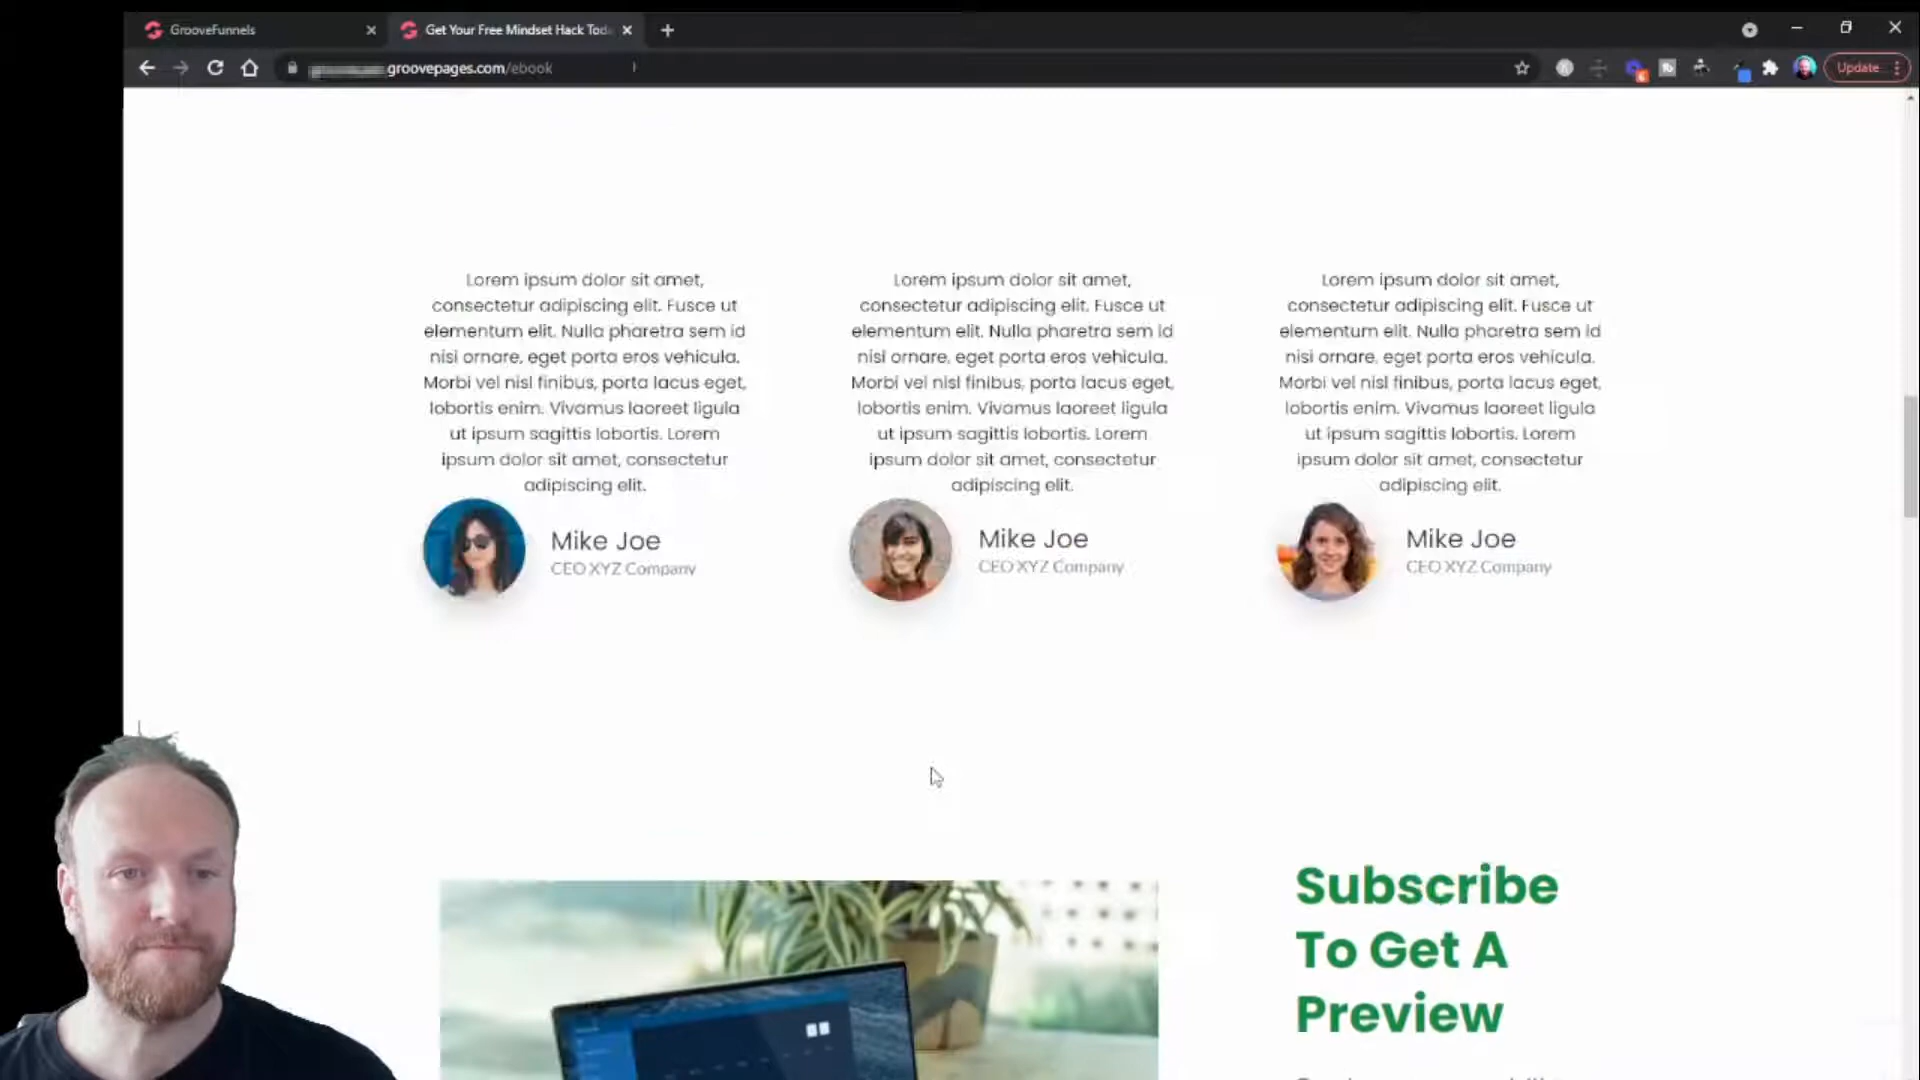 GrooveFunnels
Get Your Free Mindset Hack Tod
groovepages.com/ebook
Update
Lorem ipsum dolor sit amet,
consectetur adipiscing elit. Fusce ut
elementum elit. Nulla pharetra sem id
nisi ornare, eget porta eros vehicula.
Morbi vel nisl finibus, porta lacus eget,
lobortis enim. Vivamus laoreet ligula
ut ipsum sagittis lobortis. Lorem
ipsum dolor sit amet, consectetur
adipiscing elit.
Mike Joe
CEO XYZ Company
Lorem ipsum dolor sit amet,
consectetur adipiscing elit. Fusce ut
elementum elit. Nulla pharetra sem id
nisi ornare, eget porta eros vehicula.
Morbi vel nisl finibus, porta lacus eget,
lobortis enim. Vivamus laoreet ligula
ut ipsum sagittis lobortis. Lorem
ipsum dolor sit amet, consectetur
adipiscing elit.
Mike Joe
CEO XYZ Company
Lorem ipsum dolor sit amet,
consectetur adipiscing elit. Fusce ut
elementum elit. Nulla pharetra sem id
nisi ornare, eget porta eros vehicula.
Morbi vel nisl finibus, porta lacus eget,
lobortis enim. Vivamus laoreet ligula
ut ipsum sagittis lobortis. Lorem
ipsum dolor sit amet, consectetur
adipiscing elit.
Mike Joe
CEO XYZ Company
Subscribe
To Get A
Preview